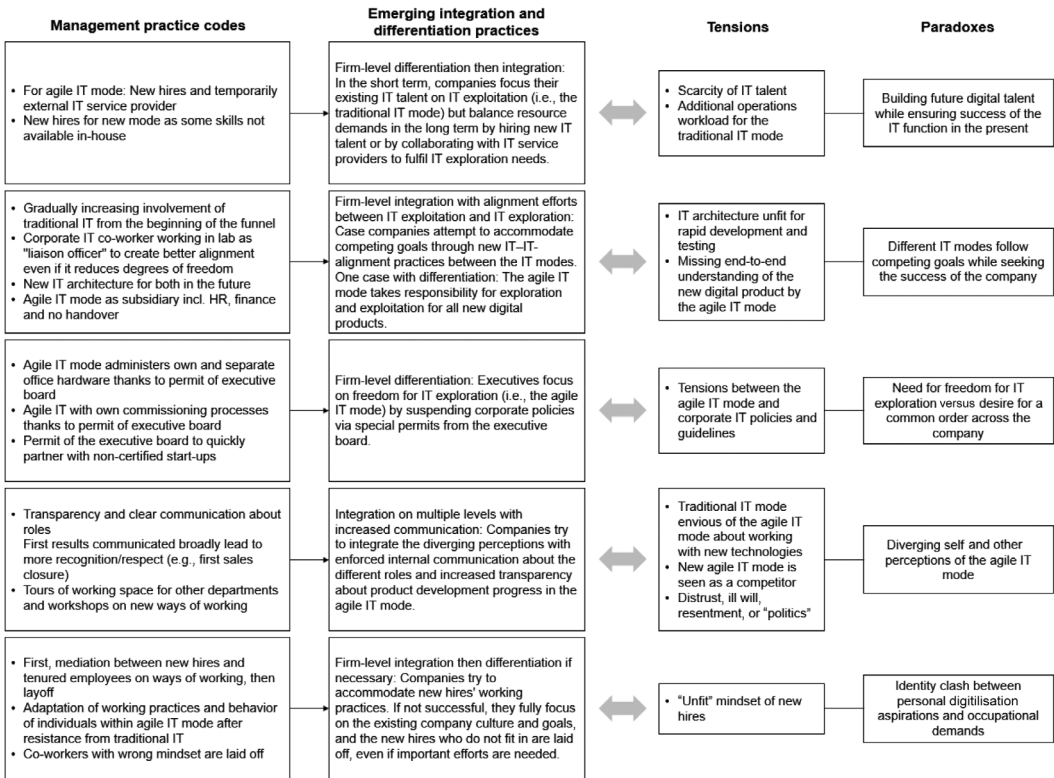 Management practice codes
Emerging integration and
differentiation practices
Tensions
Paradoxes
• For agile IT mode: New hires and temporarily
external IT service provider
• New hires for new mode as some skills not
available in-house
Firm-level differentiation then integration:
In the short term, companies focus their
existing IT talent on IT exploitation (i.e., the
traditional IT mode) but balance resource
demands in the long term by hiring new IT
talent or by collaborating with IT service
providers to fulfil IT exploration needs.
• Scarcity of IT talent
• Additional operations
workload for the
traditional IT mode
Building future digital talent
while ensuring success of the
IT function in the present
• Gradually increasing involvement of
traditional IT from the beginning of the funnel
• Corporate IT co-worker working in lab as
"liaison officer" to create better alignment
even if it reduces degrees of freedom
• New IT architecture for both in the future
• Agile IT mode as subsidiary incl. HR, finance
and no handover
Firm-level integration with alignment efforts
between IT exploitation and IT exploration:
Case companies attempt to accommodate
competing goals through new IT–IT-
alignment practices between the IT modes.
One case with differentiation: The agile IT
mode takes responsibility for exploration
and exploitation for all new digital
products.
• IT architecture unfit for
rapid development and
testing
• Missing end-to-end
understanding of the
new digital product by
the agile IT mode
Different IT modes follow
competing goals while seeking
the success of the company
• Agile IT mode administers own and separate
office hardware thanks to permit of executive
board
• Agile IT with own commissioning processes
thanks to permit of executive board
• Permit of the executive board to quickly
partner with non-certified start-ups
Firm-level differentiation: Executives focus
on freedom for IT exploration (i.e., the agile
IT mode) by suspending corporate policies
via special permits from the executive
board.
• Tensions between the
agile IT mode and
corporate IT policies and
guidelines
Need for freedom for IT
exploration versus desire for a
common order across the
company
• Transparency and clear communication about
roles
First results communicated broadly lead to
more recognition/respect (e.g., first sales
closure)
• Tours of working space for other departments
and workshops on new ways of working
Integration on multiple levels with
increased communication: Companies try
to integrate the diverging perceptions with
enforced internal communication about the
different roles and increased transparency
about product development progress in the
agile IT mode.
• Traditional IT mode
envious of the agile IT
mode about working
with new technologies
• New agile IT mode is
seen as a competitor
• Distrust, ill will,
resentment, or “politics”
Diverging self and other
perceptions of the agile IT
mode
• First, mediation between new hires and
tenured employees on ways of working, then
layoff
• Adaptation of working practices and behavior
of individuals within agile IT mode after
resistance from traditional IT
• Co-workers with wrong mindset are laid off
Firm-level integration then differentiation if
necessary: Companies try to
accommodate new hires' working
practices. If not successful, they fully focus
on the existing company culture and goals,
and the new hires who do not fit in are laid
off, even if important efforts are needed.
• “Unfit” mindset of new
hires
Identity clash between
personal digitilisation
aspirations and occupational
demands